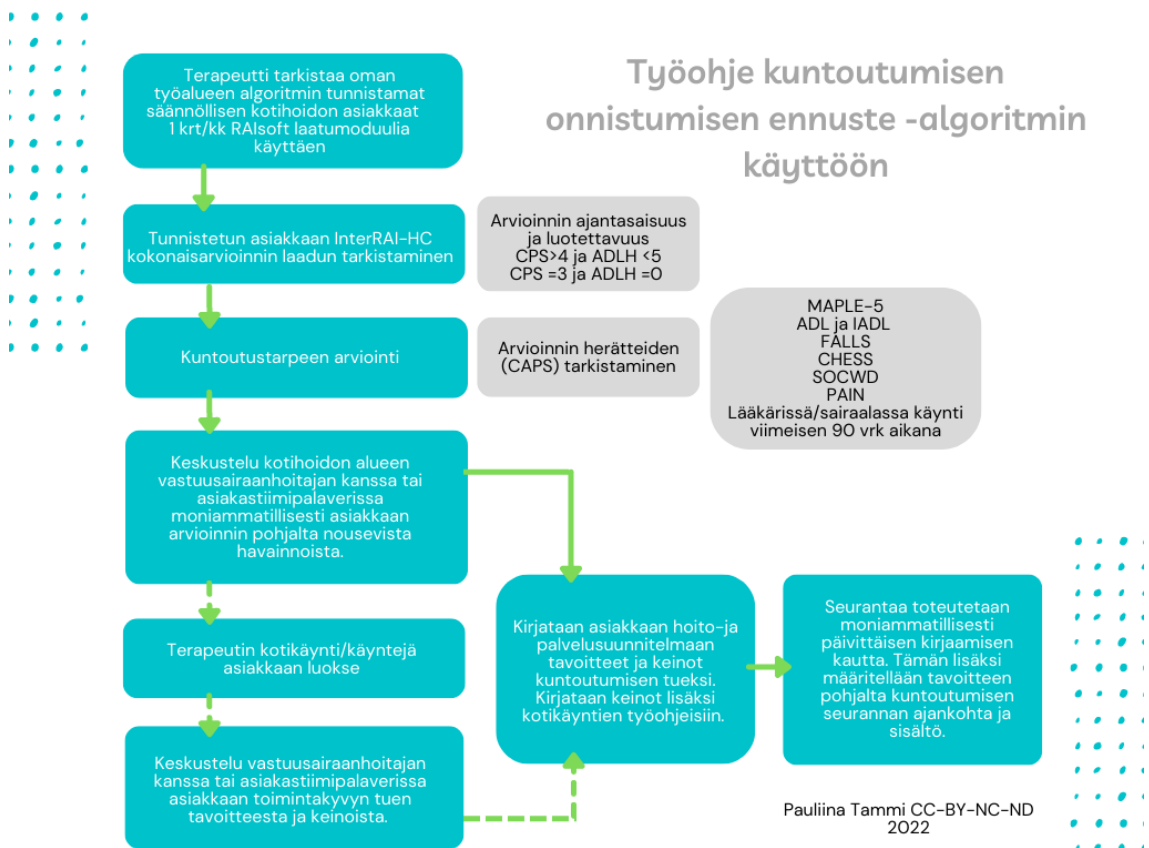 Työohje kuntoutumisen
onnistumisen ennuste -algoritmin
käyttöön
Terapeutti tarkistaa oman
työalueen algoritmin tunnistamat
säännöllisen kotihoidon asiakkaat
1 krt/kk RAIsoft laatumoduulia
käyttäen
Tunnistetun asiakkaan InterRAI-HC
kokonaisarvioinnin laadun tarkistaminen
Arvioinnin ajantasaisuus
ja luotettavuus
CPS>4 ja ADLH <5
CPS =3 ja ADLH =0
Kuntoutustarpeen arviointi
Arvioinnin herätteiden
(CAPS) tarkistaminen
MAPLE-5
ADL ja IADL
FALLS
CHESS
SOCWD
PAIN
Lääkärissä/sairaalassa käynti
viimeisen 90 vrk aikana
Keskustelu kotihoidon alueen
vastuusairaanhoitajan kanssa tai
asiakastiimipalaverissa
moniammatillisesti asiakkaan
arvioinnin pohjalta nousevista
havainnoista.
Terapeutin kotikäynti/käyntejä
asiakkaan luokse
Keskustelu vastuusairaanhoitajan
kanssa tai asiakastiimipalaverissa
asiakkaan toimintakyvyn tuen
tavoitteesta ja keinoista.
Kirjataan asiakkaan hoito-ja
palvelusuunnitelmaan
tavoitteet ja keinot
kuntoutumisen tueksi.
Kirjataan keinot lisäksi
kotikäyntien työohjeisiin.
Seurantaa toteutetaan
moniammatillisesti
päivittäisen kirjaamisen
kautta. Tämän lisäksi
määritellään tavoitteen
pohjalta kuntoutumisen
seurannan ajankohta ja
sisältö.
Pauliina Tammi CC-BY-NC-ND
2022